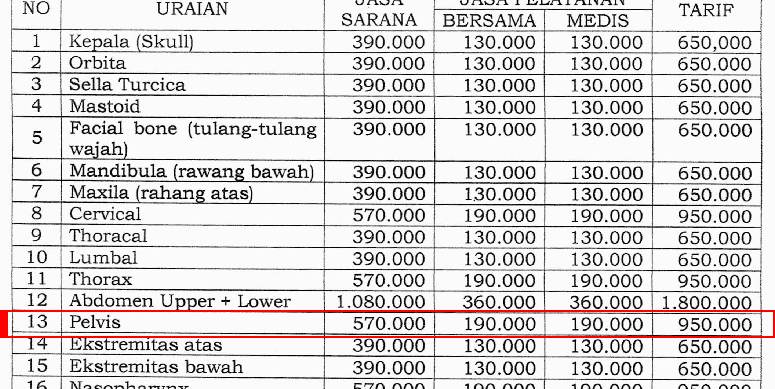 NO URAIAN JASA SARANA JASA PELAYANAN TARIF
BERSAMA MEDIS
1 Kepala (Skull) 390.000 130.000 130.000 650,000
2 Orbita 390.000 130.000 130.000 650.000
3 Sella Turcica 390.000 130.000 130.000 650.000
4 Mastoid 390.000 130.000 130.000 650.000
5 Facial bone (tulang-tulang 390.000 130.000 130.000 650.000
wajah)
6 Mandibula (rawang bawah) 390.000 130.000 130.000 650.000
7 Maxila (rahang atas) 390.000 130.000 130.000 650.000
8 Cervical 570.000 190.000 190.000 950.000
9 Thoracal 390.000 130.000 130.000 650.000
10 Lumbal 390.000 130.000 130.000 650.000
11 Thorax 570.000 190.000 190.000 950.000
12 Abdomen Upper + Lower 1.080.000 360.000 360.000 1.800.000
13 Pelvis 570.000 190.000 190.000 950.000
14 Ekstremitas atas 390.000 130.000 130.000 650.000
15 Ekstremitas bawah 390.000 130.000 130.000 650.000
16 Nasopharynx 570.000 190.000 190.000 950.000